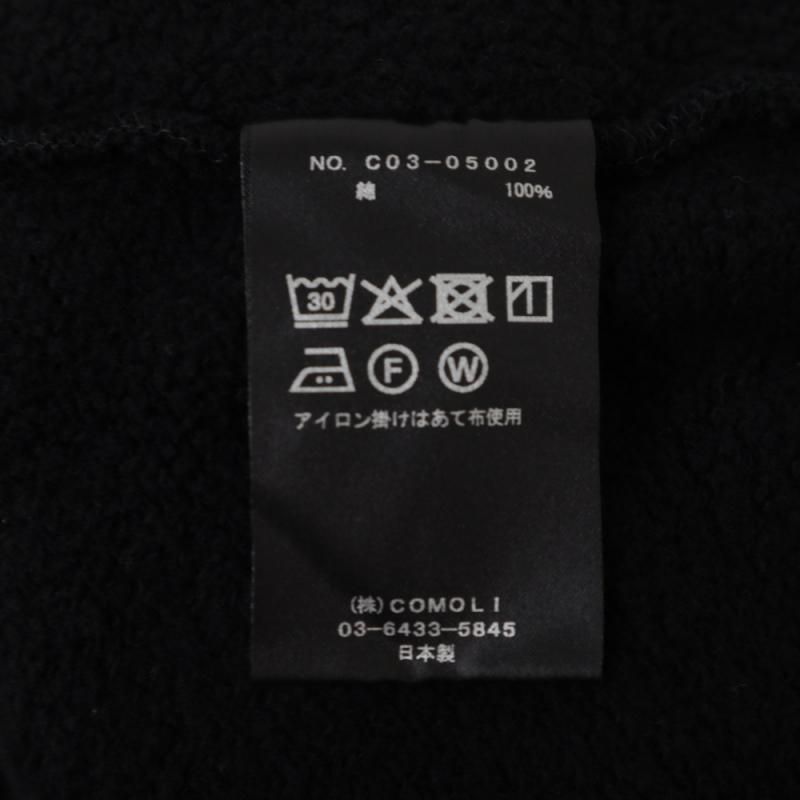 NO. C03-05002
綿 100%
30
F W
アイロン掛けはあて布使用
(株)COMOLI
03-6433-5845
日本製